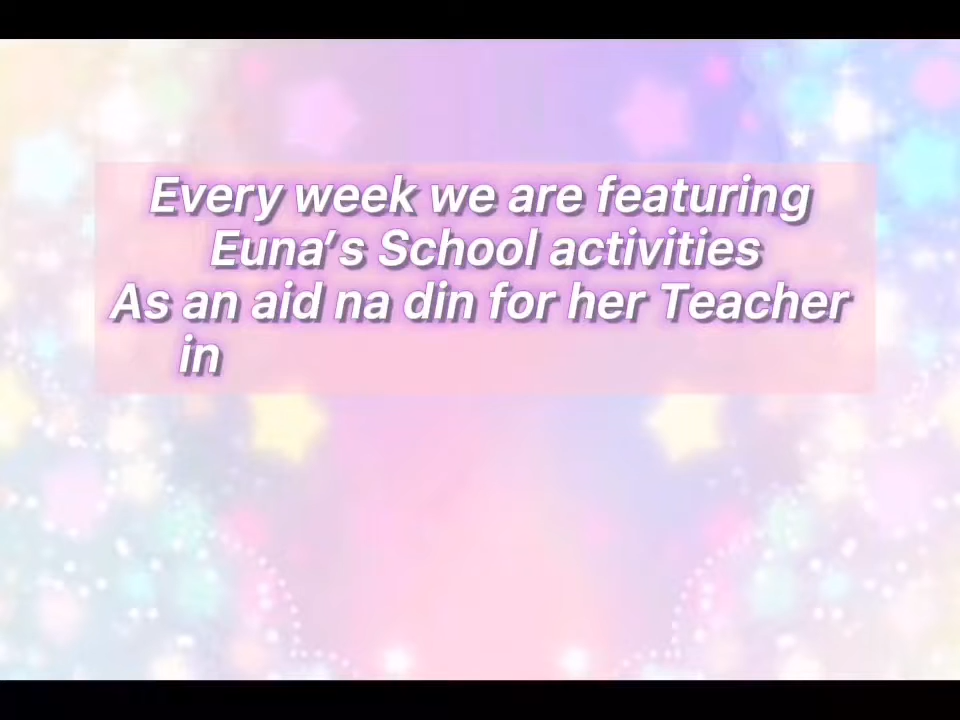 Every week we are featuring
Euna's School activities
As an aid na din for her Teacher
in